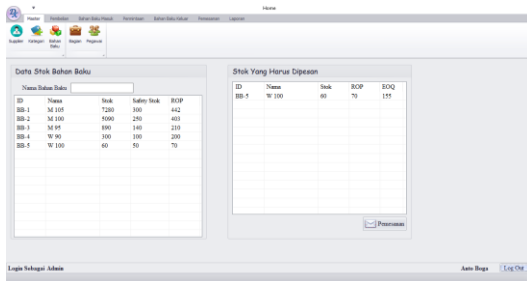 Home
Master Pembelian Bahan Baku Masuk Permintaan Bahan Baku Keluar Pemesanan Laporan
Supplier Kategori Bahan Baku Bagian Pegawai
Data Stok Bahan Baku
Nama Bahan Baku
ID Nama Stok Safety Stok ROP
BB-1 M 105 7280 300 442
BB-2 M 100 5090 250 403
BB-3 M 95 890 140 210
BB-4 W 90 300 100 200
BB-5 W 100 60 50 70
Stok Yang Harus Dipesan
ID Nama Stok ROP EOQ
BB-5 W 100 60 70 155
Pemesanan
Login Sebagai Admin
Anto Boga Log Out